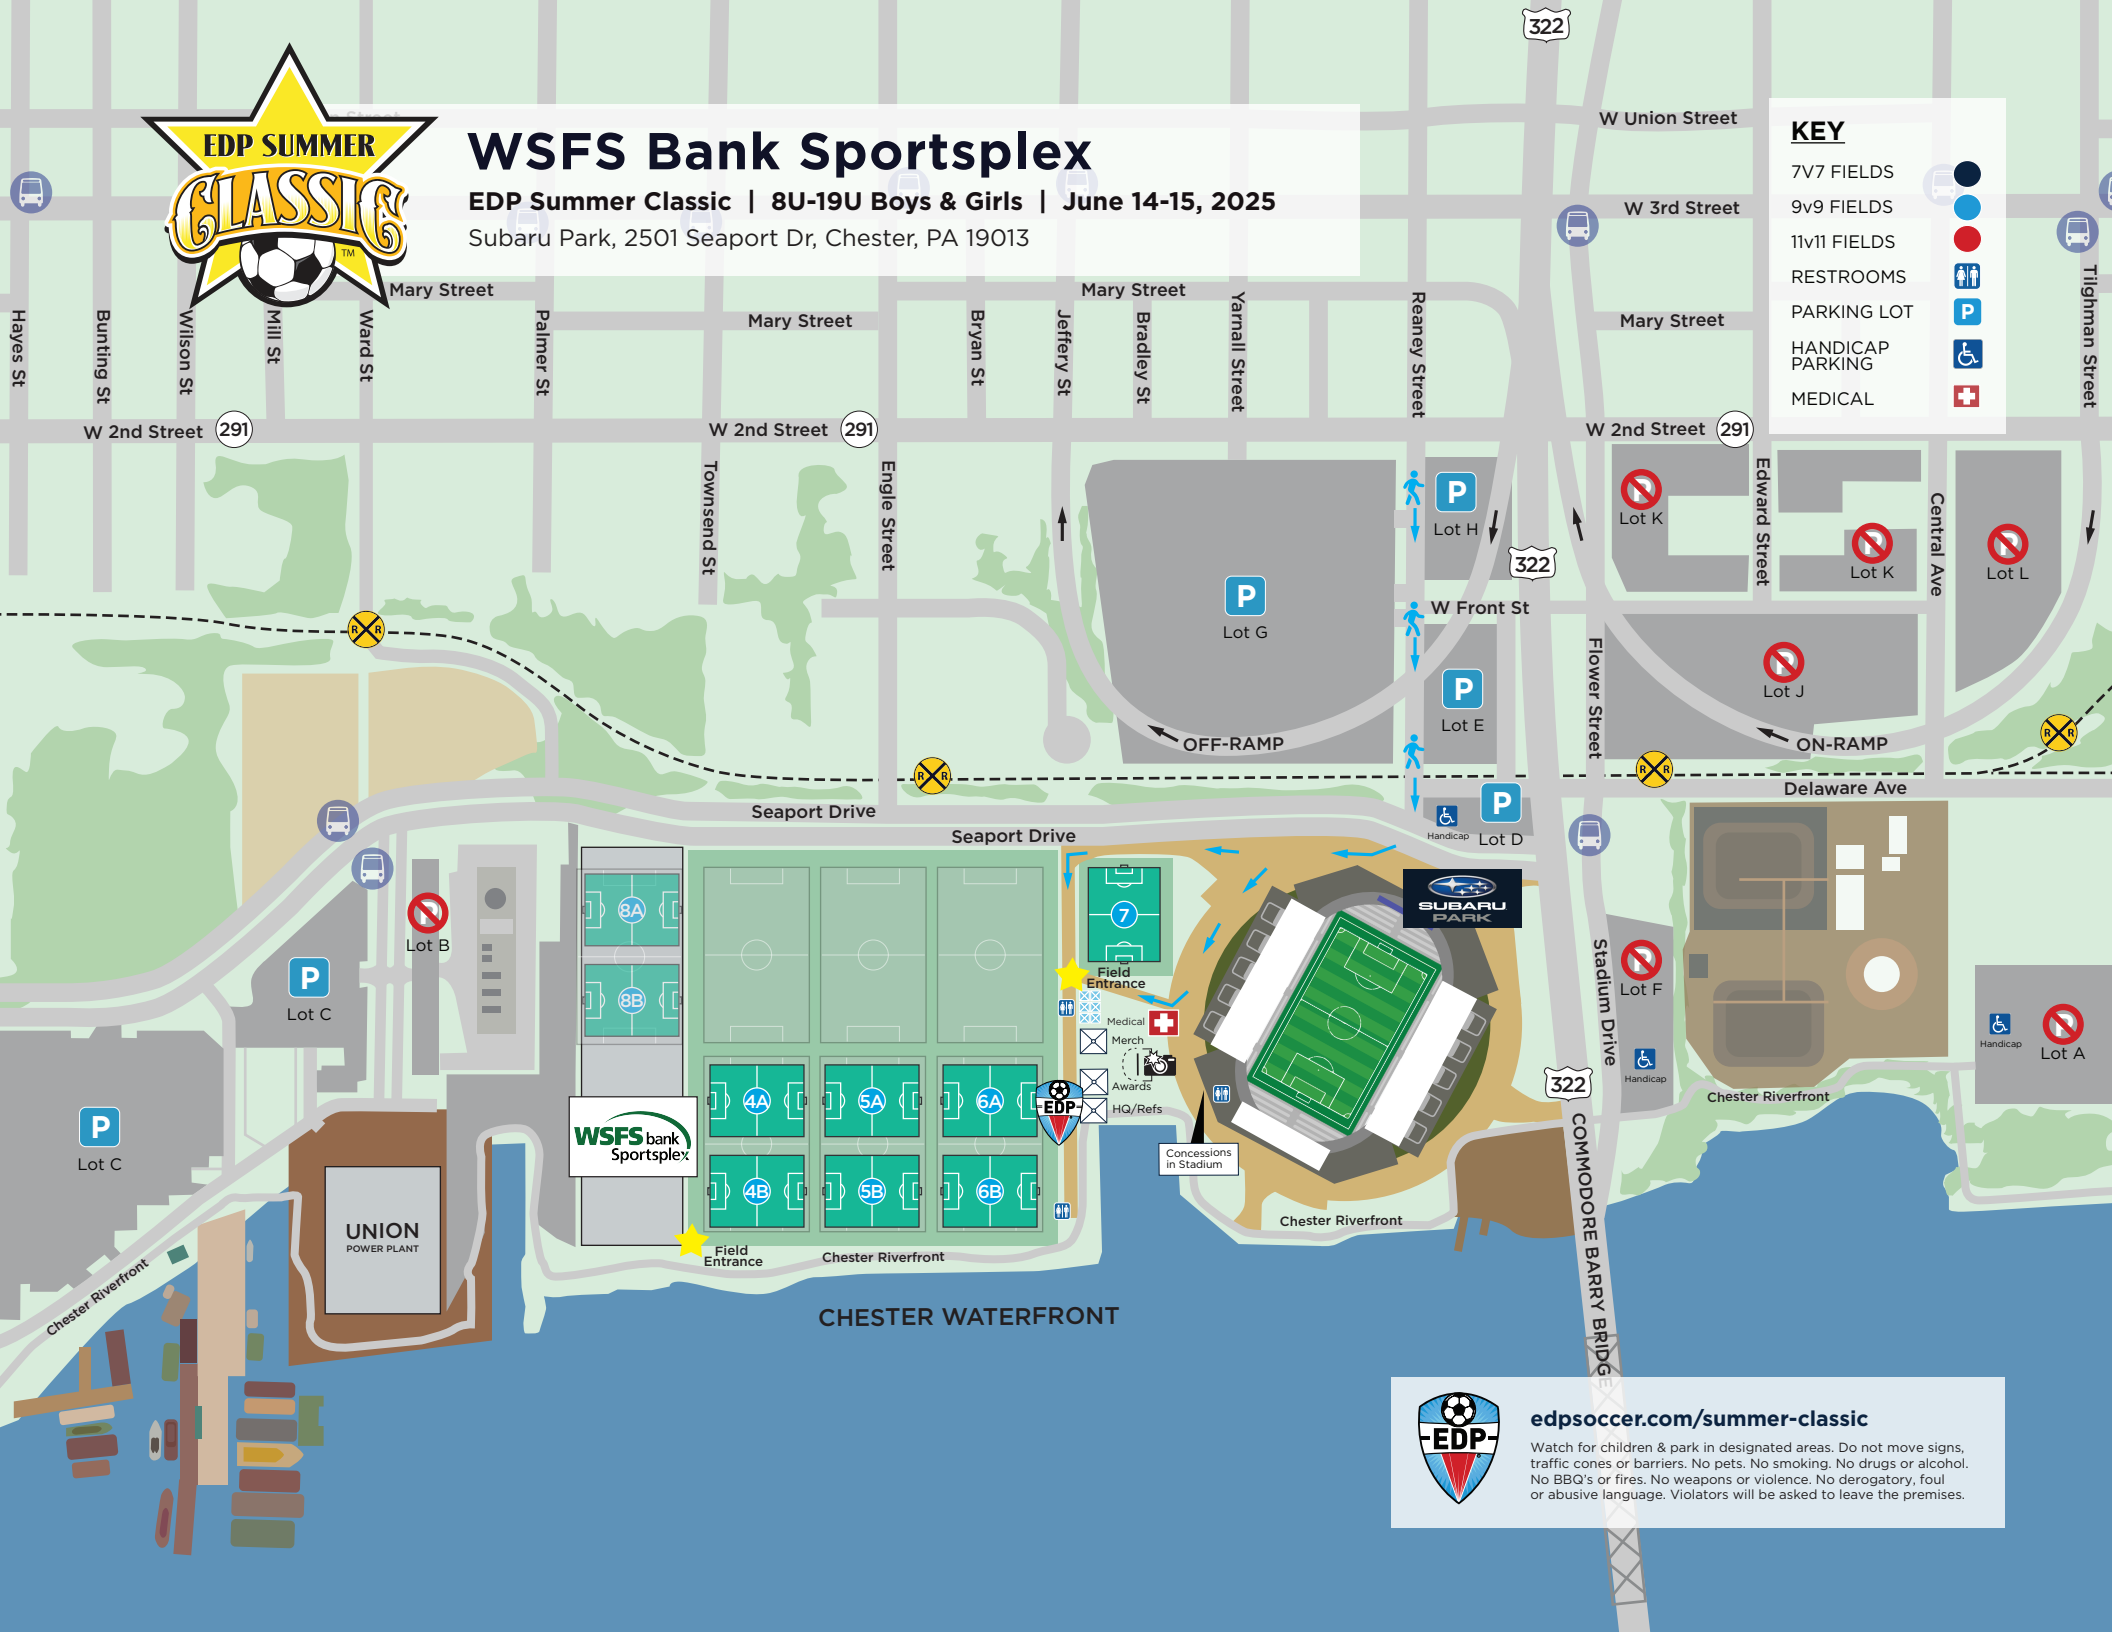 322
EDP SUMMER
CLASSIC
TM
WSFS Bank Sportsplex
EDP Summer Classic | 8U-19U Boys & Girls | June 14-15, 2025
Subaru Park, 2501 Seaport Dr, Chester, PA 19013
W Union Street
W 3rd Street
KEY
7V7 FIELDS
9v9 FIELDS
11v11 FIELDS
RESTROOMS
PARKING LOT
P
HANDICAP
PARKING
MEDICAL
Mary Street
Mary Street
Mary Street
Mary Street
Hayes St
Bunting St
Wilson St
Mill St
Ward St
Palmer St
Bryan St
Jeffery St
Bradley St
Yarnall Street
Reaney Street
Tilghman Street
W 2nd Street
291
W 2nd Street
291
W 2nd Street
291
Townsend St
Engle Street
Edward Street
Central Ave
P
Lot H
Lot K
Lot K
Lot L
322
P
Lot G
W Front St
R R
P
Lot E
Flower Street
Lot J
OFF-RAMP
ON-RAMP
R R
R R
R R
Delaware Ave
Seaport Drive
Seaport Drive
Handicap
P
Lot D
SUBARU
PARK
8A
8B
7
Field
Entrance
Lot B
P
Lot C
Stadium Drive
Lot F
Handicap
Handicap
Lot A
Medical
Merch
Awards
HQ/Refs
EDP
322
Chester Riverfront
4A
5A
6A
4B
5B
6B
WSFS bank
Sportsplex
P
Lot C
Concessions
in Stadium
Chester Riverfront
COMMODORE BARRY BRIDGE
UNION
POWER PLANT
Field
Entrance
Chester Riverfront
Chester Riverfront
CHESTER WATERFRONT
EDP
edpsoccer.com/summer-classic
Watch for children & park in designated areas. Do not move signs,
traffic cones or barriers. No pets. No smoking. No drugs or alcohol.
No BBQ's or fires. No weapons or violence. No derogatory, foul
or abusive language. Violators will be asked to leave the premises.